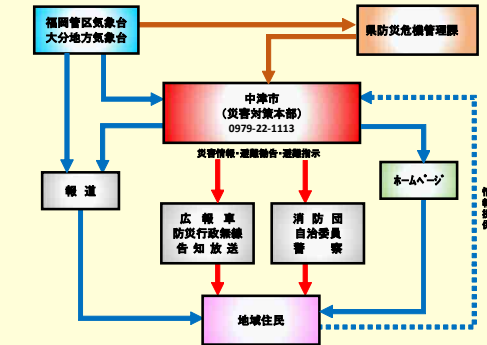 福岡管区気象台
大分地方気象台
県防災危機管理課
中津市
(災害対策本部)
0979-22-1113
災害情報・避難勧告・避難指示
報道
ホームページ
広報車
防災行政無線
告知放送
消防団
自治委員
警察
情報提供
地域住民